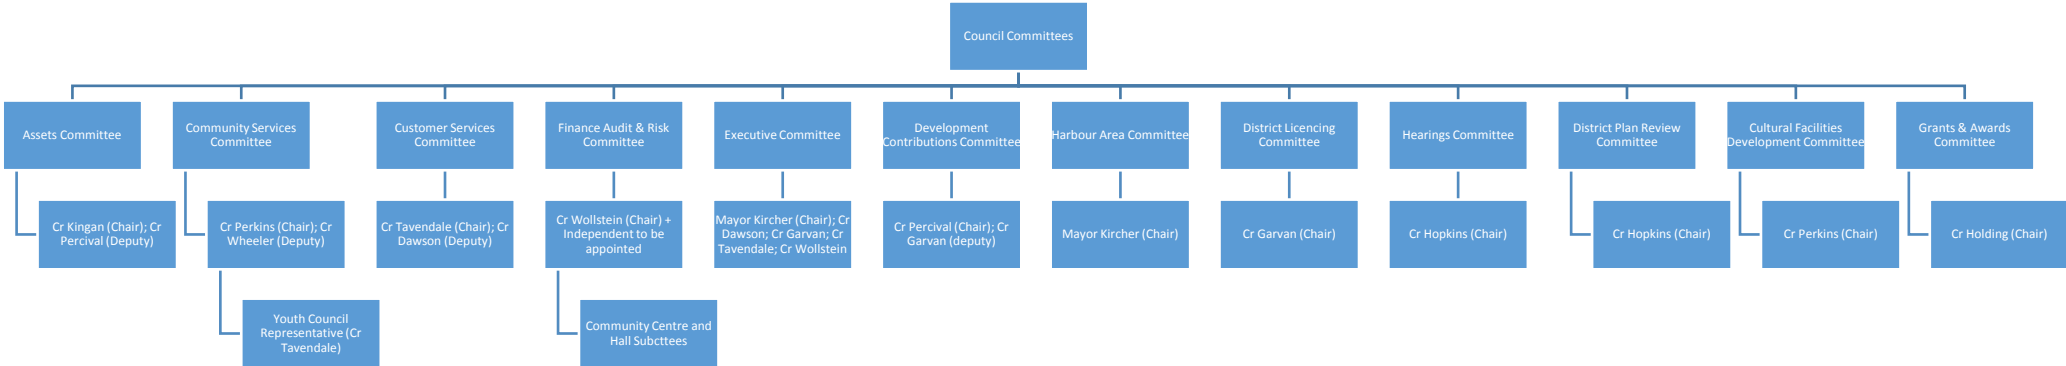 Council Committees
Assets Committee
Community Services
Committee
Customer Services
Committee
Finance Audit & Risk
Committee
Executive Committee
Development
Contributions Committee
Harbour Area Committee
District Licencing
Committee
Hearings Committee
District Plan Review
Committee
Cultural Facilities
Development Committee
Grants & Awards
Committee
Cr Kingan (Chair); Cr
Percival (Deputy)
Cr Perkins (Chair); Cr
Wheeler (Deputy)
Cr Tavendale (Chair); Cr
Dawson (Deputy)
Cr Wollstein (Chair) +
Independent to be
appointed
Mayor Kircher (Chair); Cr
Dawson; Cr Garvan; Cr
Tavendale; Cr Wollstein
Cr Percival (Chair); Cr
Garvan (deputy)
Mayor Kircher (Chair)
Cr Garvan (Chair)
Cr Hopkins (Chair)
Cr Hopkins (Chair)
Cr Perkins (Chair)
Cr Holding (Chair)
Youth Council
Representative (Cr
Tavendale)
Community Centre and
Hall Subcttees